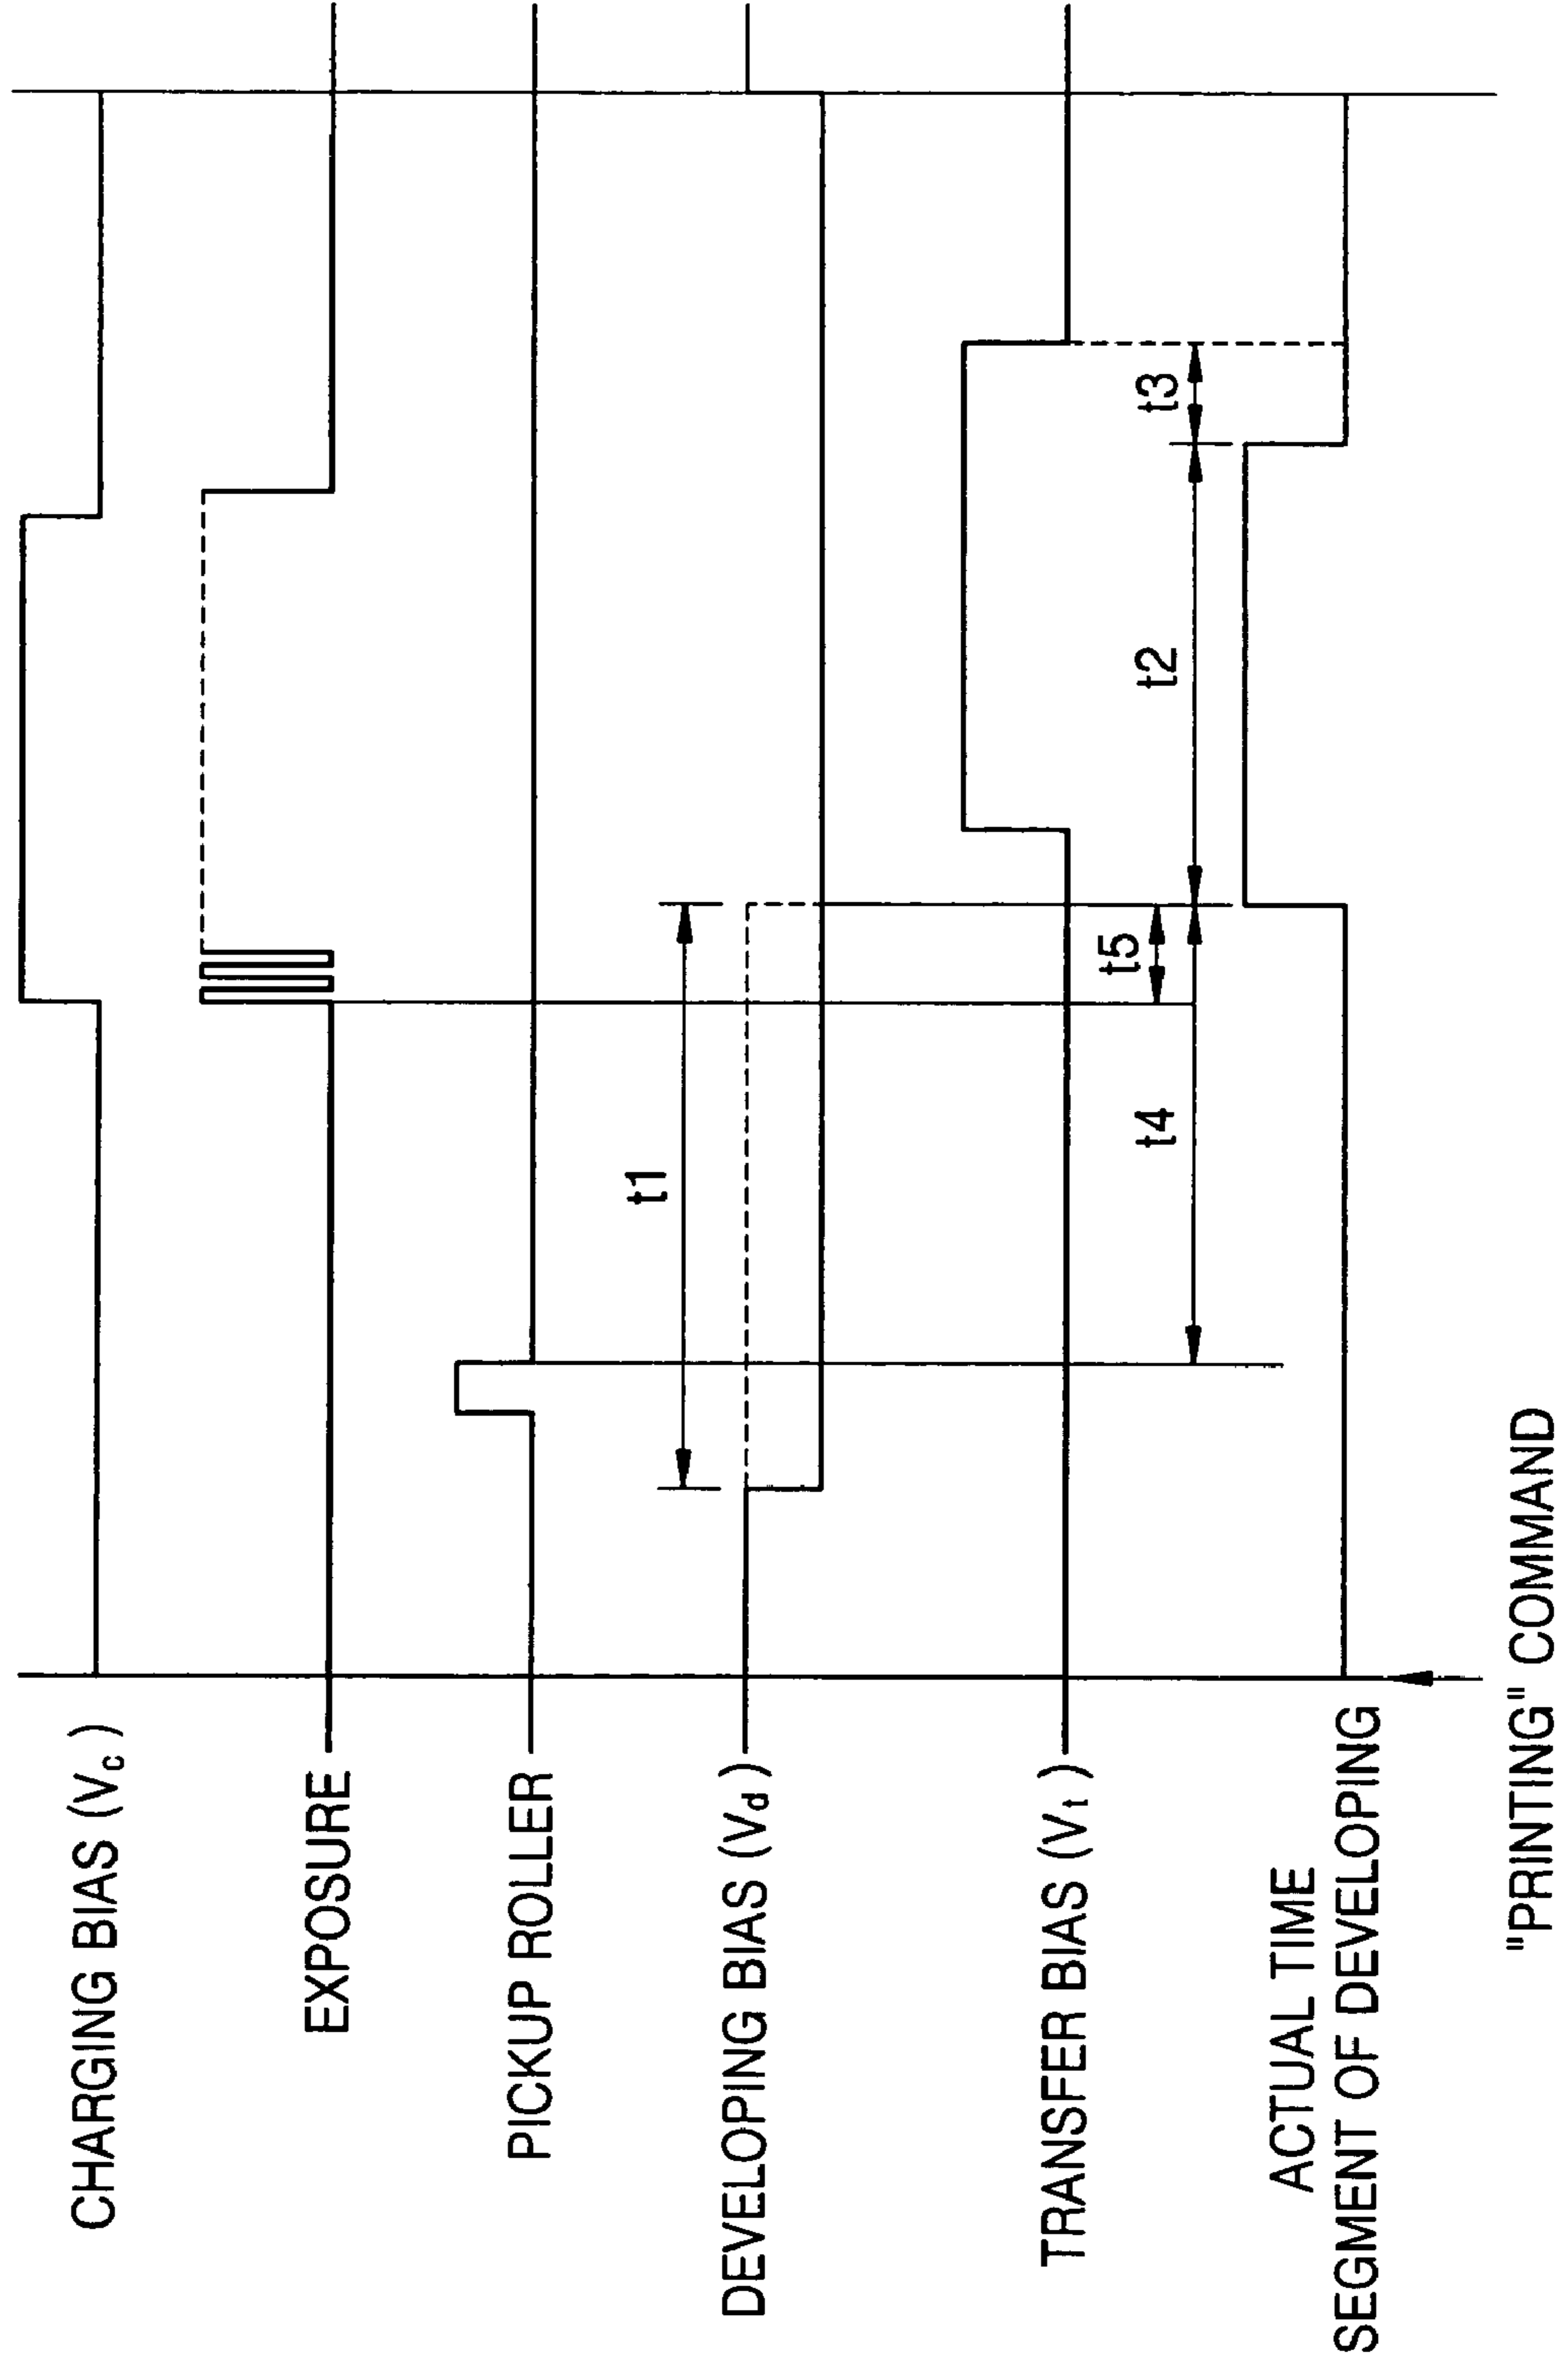 CHARGING BIAS (Vc)
EXPOSURE
PICKUP ROLLER
t1
DEVELOPING BIAS (Vd)
TRANSFER BIAS (Vt)
t5
t4
t2
t3
ACTUAL TIME
SEGMENT OF DEVELOPING
"PRINTING" COMMAND